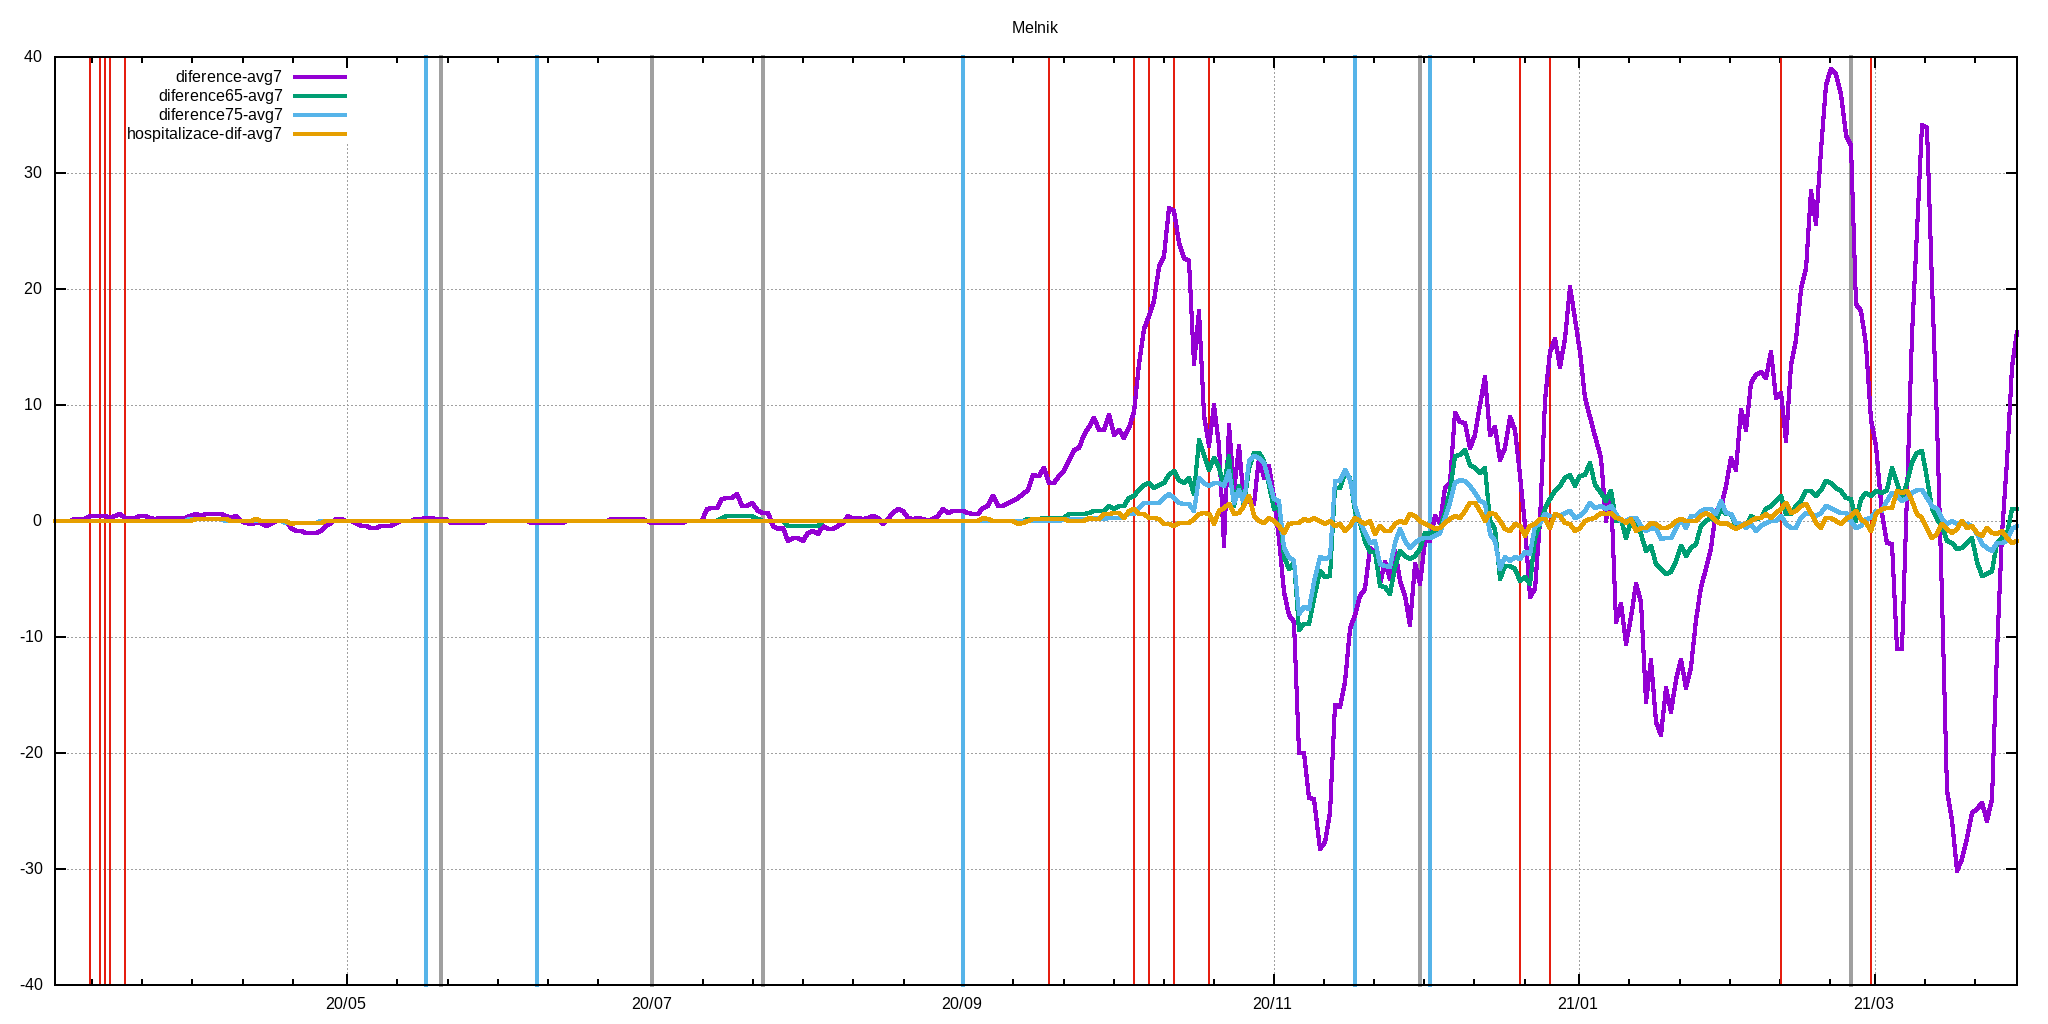 Melnik
diference-avg7
diference65-avg7
diference75-avg7
hospitalizace-dif-avg7
40
30
20
10
0
-10
-20
-30
-40
20/05 20/07 20/09 20/11 21/01 21/03